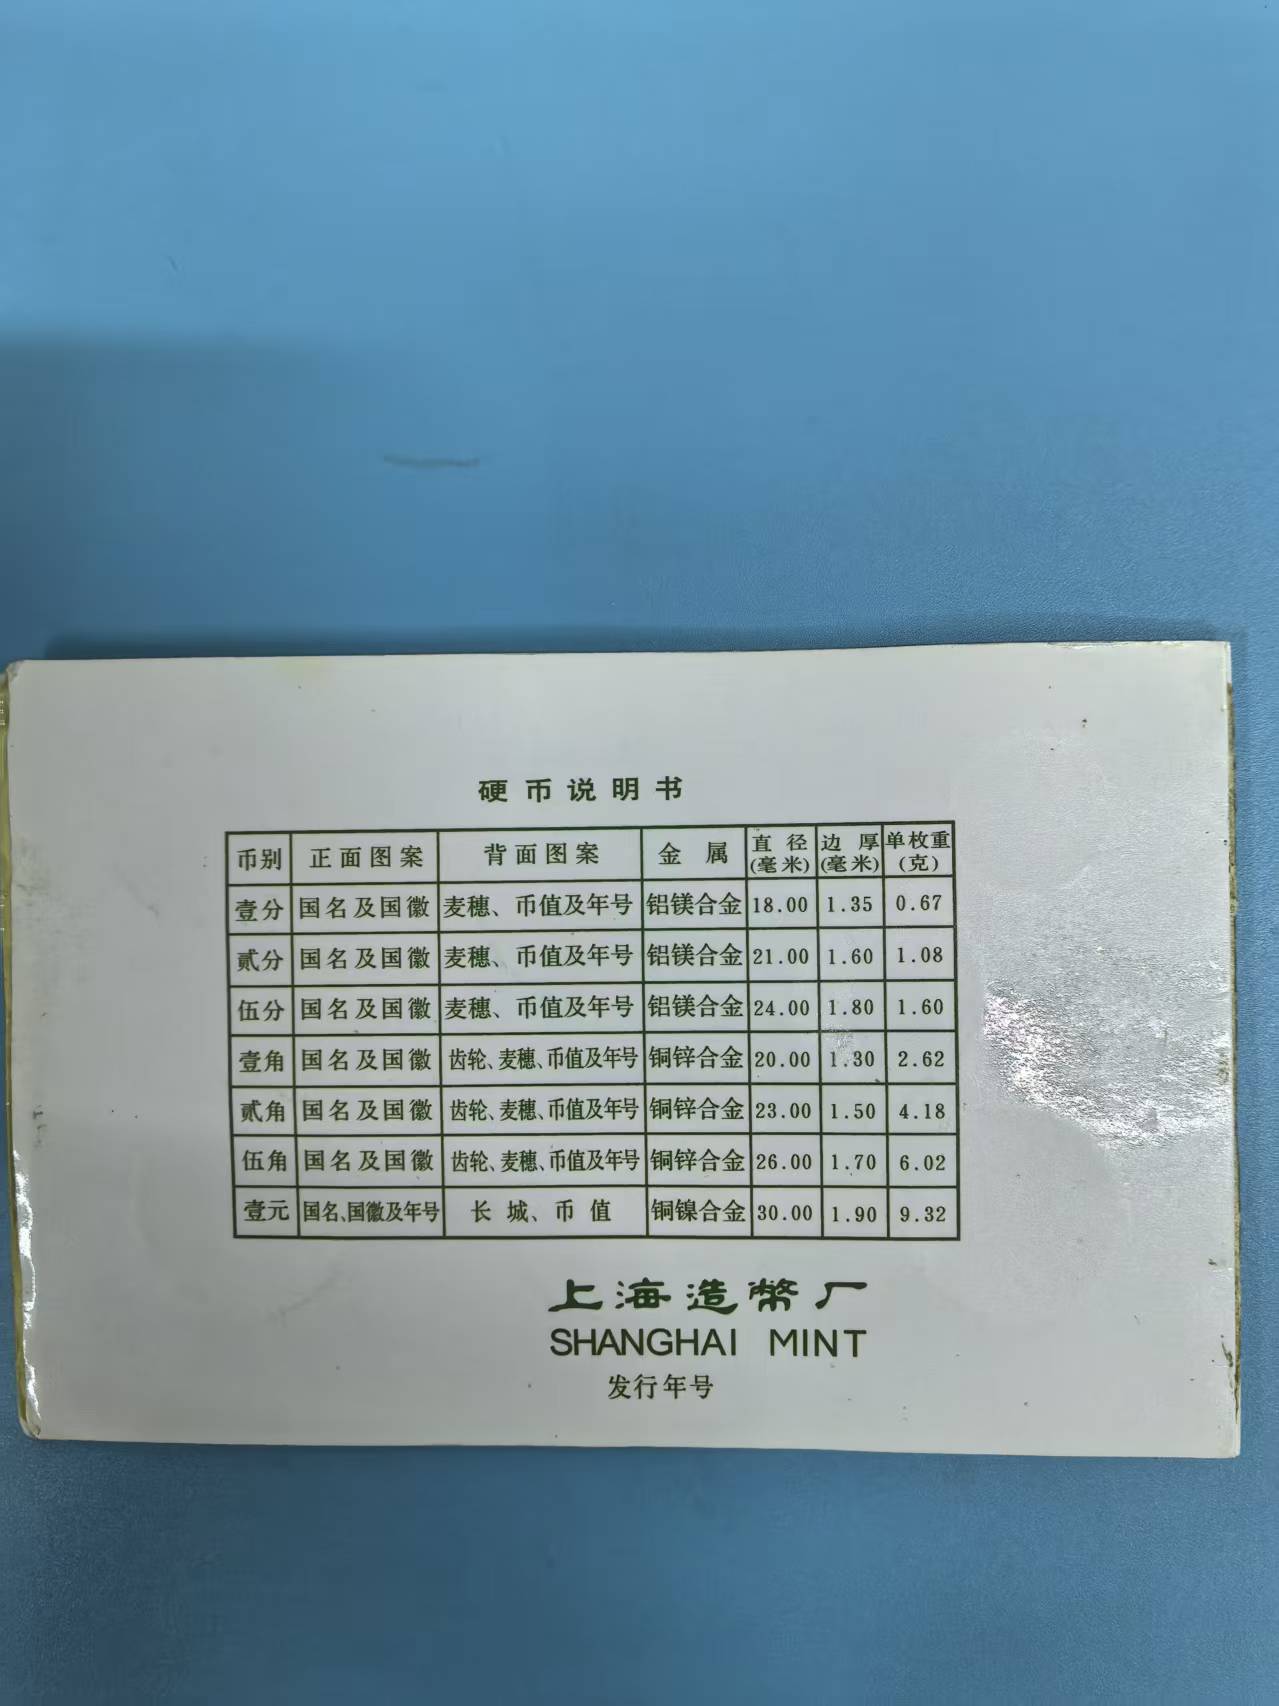 硬币说明书
币别 正面图案 背面图案 金属 直径(毫米) 边厚(毫米) 单枚重(克)
壹分 国名及国徽 麦穗、币值及年号 铝镁合金 18.00 1.35 0.67
贰分 国名及国徽 麦穗、币值及年号 铝镁合金 21.00 1.60 1.08
伍分 国名及国徽 麦穗、币值及年号 铝镁合金 24.00 1.80 1.60
壹角 国名及国徽 齿轮、麦穗、币值及年号 铜锌合金 20.00 1.30 2.62
贰角 国名及国徽 齿轮、麦穗、币值及年号 铜锌合金 23.00 1.50 4.18
伍角 国名及国徽 齿轮、麦穗、币值及年号 铜锌合金 26.00 1.70 6.02
壹元 国名、国徽及年号 长城、币值 铜镍合金 30.00 1.90 9.32
上海造幣厂
SHANGHAI MINT
发行年号